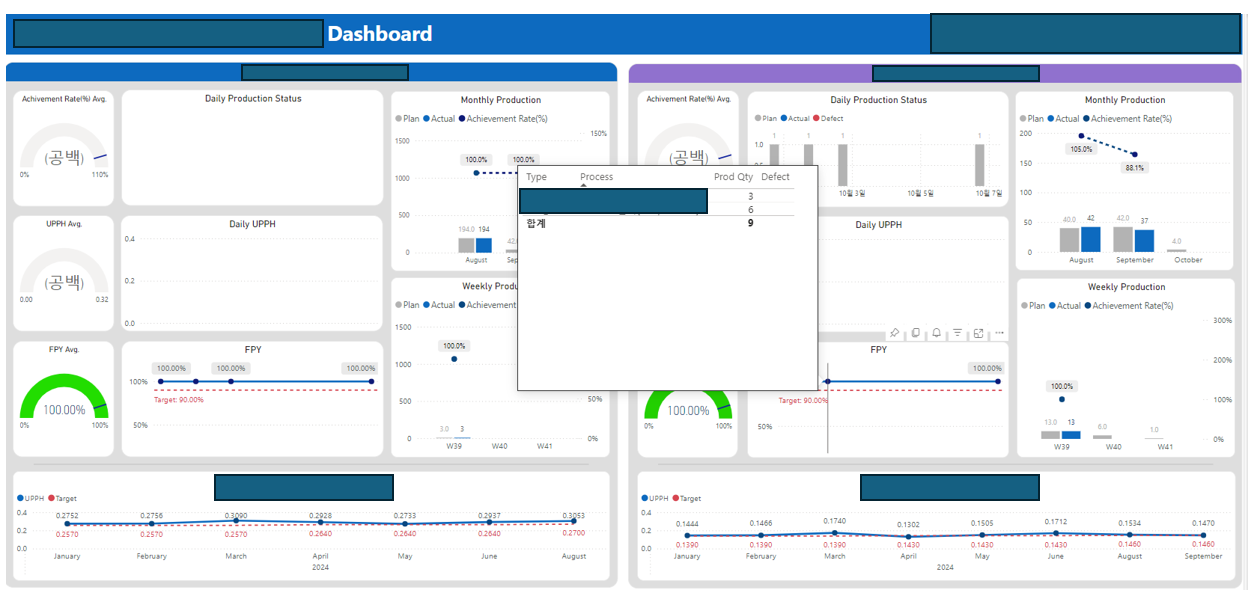 Dashboard
Achivement Rate(%) Avg.
(공백)
0%
110%
Daily Production Status
Monthly Production
Plan Actual Achievement Rate(%)
1500
1000
500
0
150%
100.0%
100.0%
194.0
194
42.
August
Sep
UPPH Avg.
(공백)
0.00
0.32
Daily UPPH
0.4
0.2
0.0
Weekly Produ
Plan Actual Achievement
1500
1000
500
0
100.0%
50%
0%
3.0
3
W39
W40
W41
FPY Avg.
100.00%
0%
100%
FPY
100%
50%
100.00%
100.00%
100.00%
Target: 90.00%
UPPH Target
0.4
0.2
0.0
0.2752
0.2756
0.3090
0.2928
0.2733
0.2937
0.3053
0.2570
0.2570
0.2570
0.2640
0.2640
0.2640
0.2700
January
February
March
April
May
June
August
2024
Type
Process
Prod Qty
Defect
3
6
합계
9
Achievement Rate(%) Avg.
(공백)
Daily Production Status
Plan Actual Defect
1.0
0.5
1
1
1
1
10월 3일
10월 5일
10월 7일
Monthly Production
Plan Actual Achievement Rate(%)
200
150
100
50
0
105.0%
88.1%
40.0
42
42.0
37
4.0
August
September
October
Daily UPPH
Weekly Production
Plan Actual Achievement Rate(%)
300%
200%
100%
0%
100.0%
13.0
13
6.0
1.0
W39
W40
W41
100.00%
0%
100%
FPY
50%
100.00%
Target: 90.00%
UPPH Target
0.4
0.2
0.0
0.1444
0.1466
0.1740
0.1302
0.1505
0.1712
0.1534
0.1470
0.1390
0.1390
0.1390
0.1430
0.1430
0.1430
0.1460
0.1460
January
February
March
April
May
June
August
September
2024